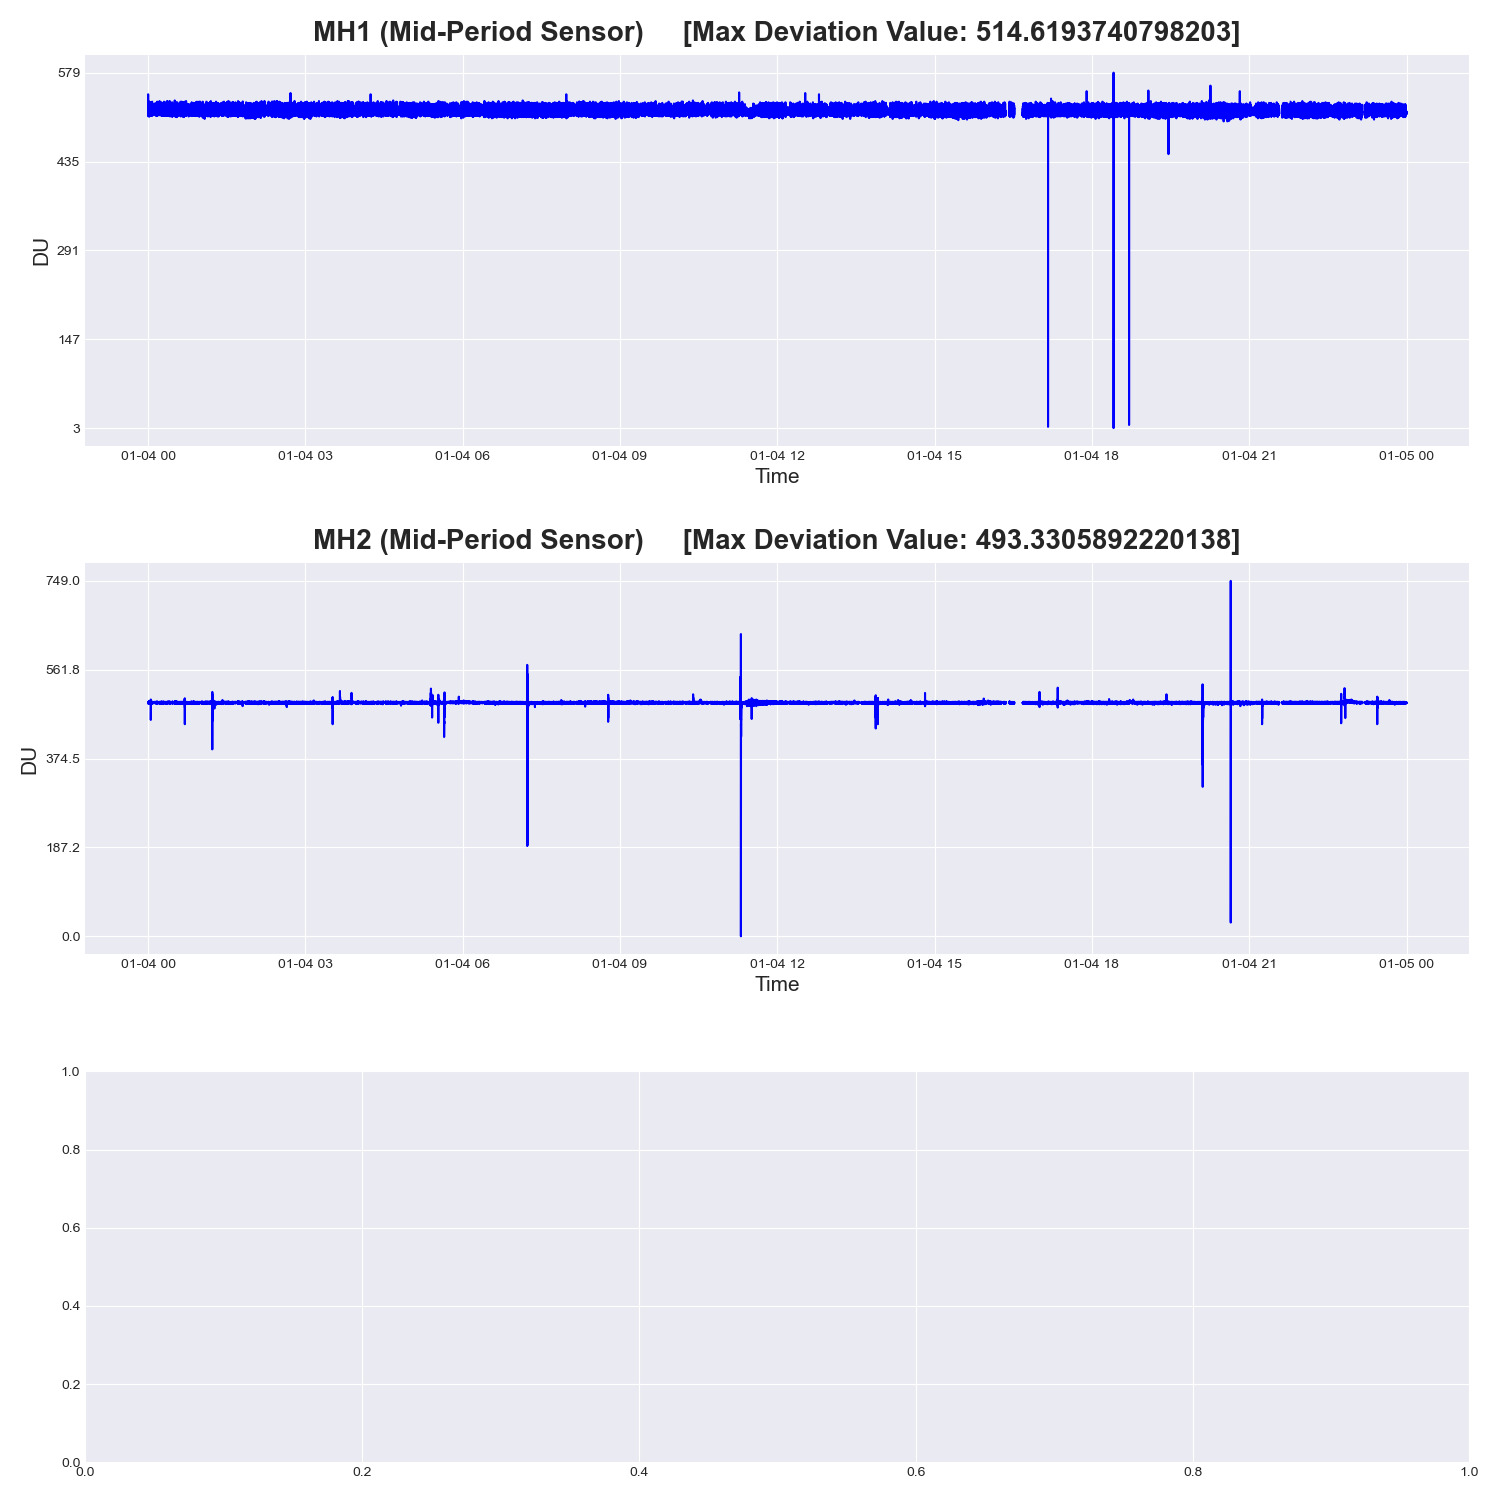 MH1 (Mid-Period Sensor) [Max Deviation Value: 514.6193740798203]
579
435
291
147
3
DU
01-04 00 01-04 03 01-04 06 01-04 09 01-04 12 01-04 15 01-04 18 01-04 21 01-05 00
Time
MH2 (Mid-Period Sensor) [Max Deviation Value: 493.3305892220138]
749.0
561.8
374.5
187.2
0.0
DU
01-04 00 01-04 03 01-04 06 01-04 09 01-04 12 01-04 15 01-04 18 01-04 21 01-05 00
Time
1.0
0.8
0.6
0.4
0.2
0.0
0.0 0.2 0.4 0.6 0.8 1.0